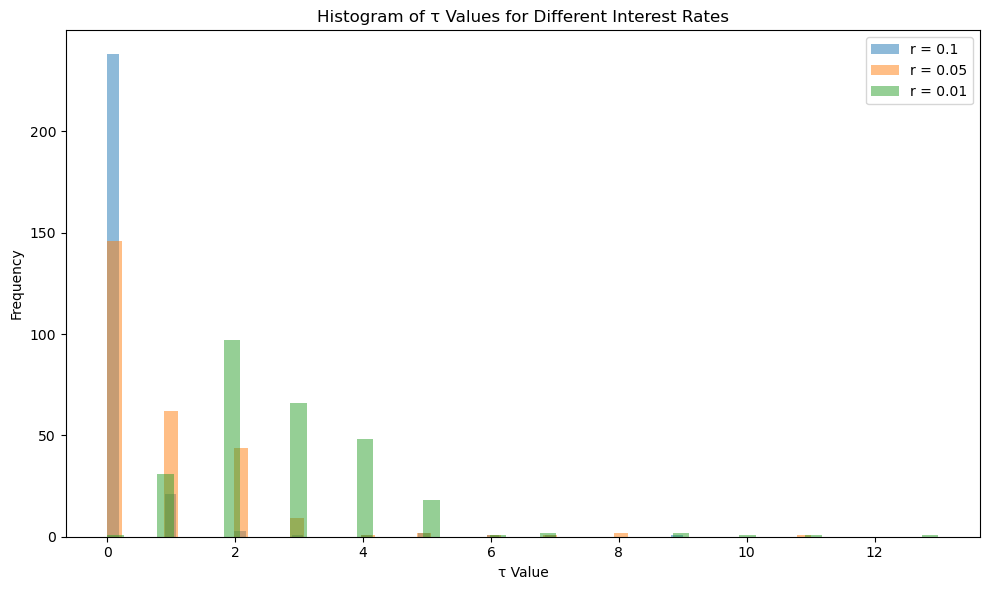 Histogram of τ Values for Different Interest Rates
r = 0.1
r = 0.05
r = 0.01
Frequency
200
150
100
50
0
0 2 4 6 8 10 12
τ Value